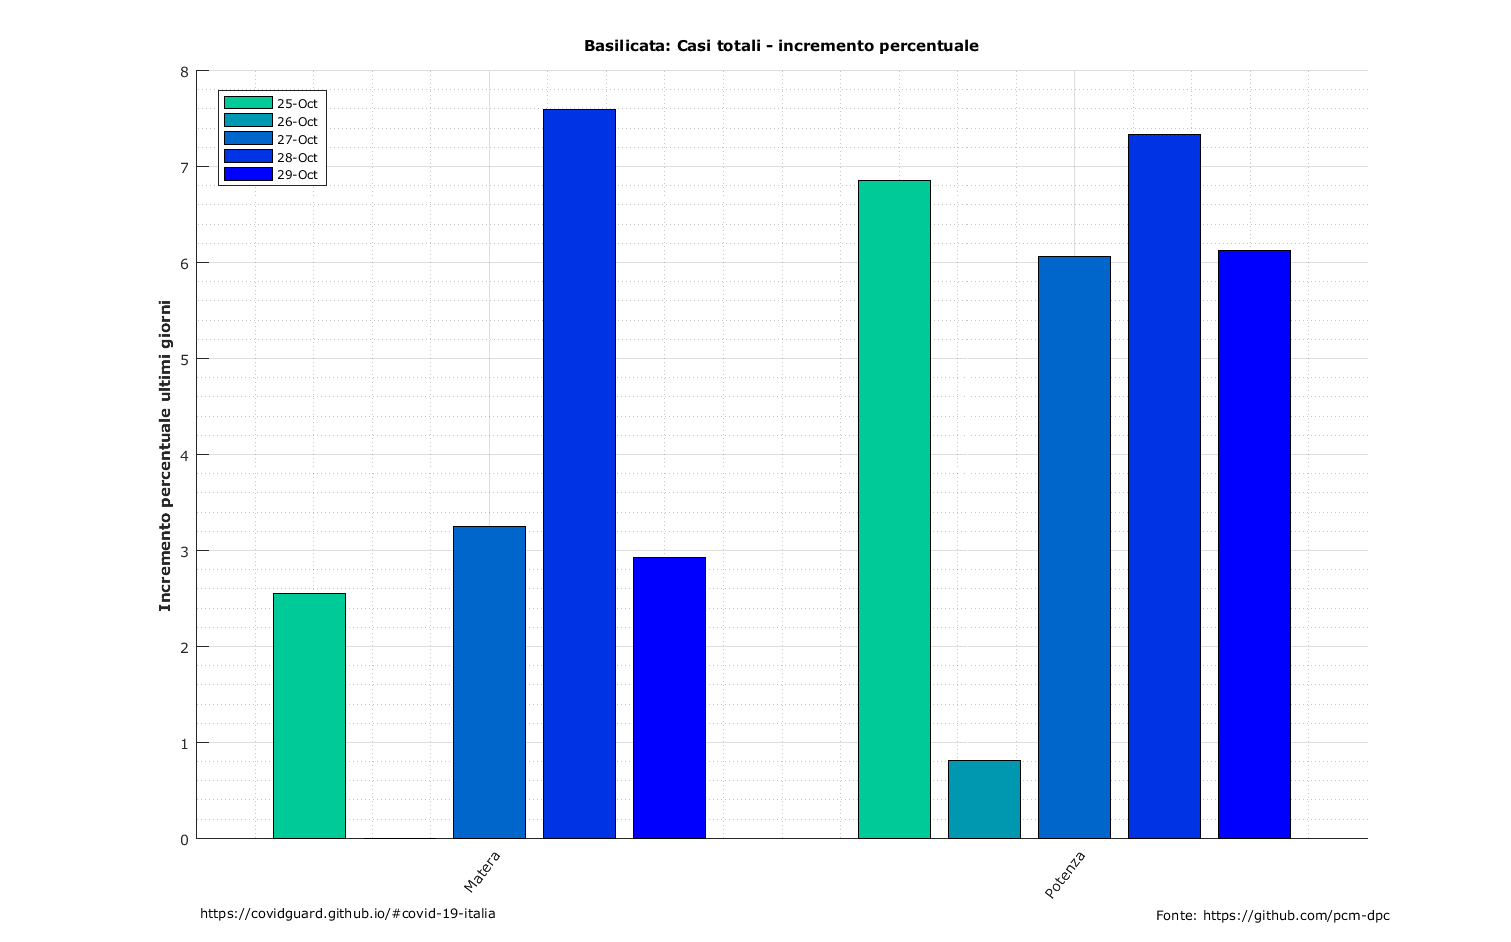 Basilicata: Casi totali - incremento percentuale
8
7
6
5
4
3
2
1
0
Incremento percentuale ultimi giorni
25-Oct
26-Oct
27-Oct
28-Oct
29-Oct
Matera
Potenza
https://covidguard.github.io/#covid-19-italia
Fonte: https://github.com/pcm-dpc